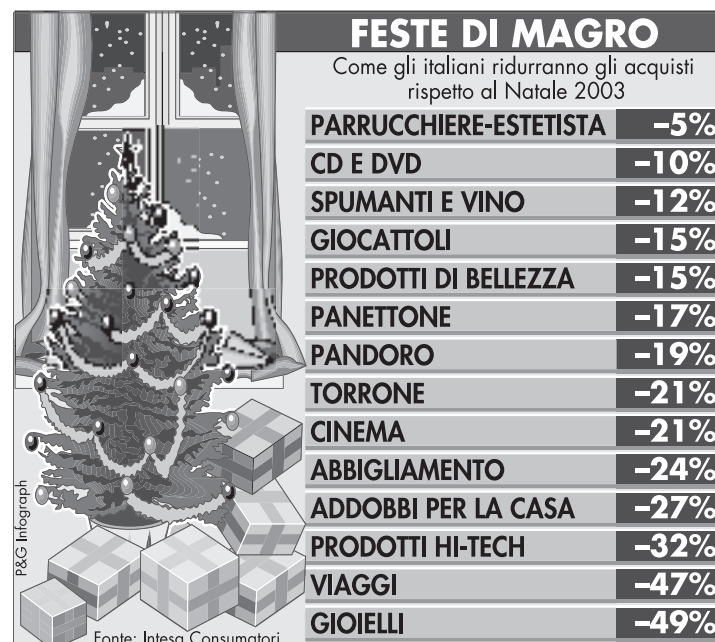 FESTE DI MAGRO
Come gli italiani ridurranno gli acquisti
rispetto al Natale 2003
PARRUCCHIERE-ESTETISTA –5%
CD E DVD –10%
SPUMANTI E VINO –12%
GIOCATTOLI –15%
PRODOTTI DI BELLEZZA –15%
PANETTONE –17%
PANDORO –19%
TORRONE –21%
CINEMA –21%
ABBIGLIAMENTO –24%
ADDOBBI PER LA CASA –27%
PRODOTTI HI-TECH –32%
VIAGGI –47%
GIOIELLI –49%
P&G Infograph
Fonte: Intesa Consumatori